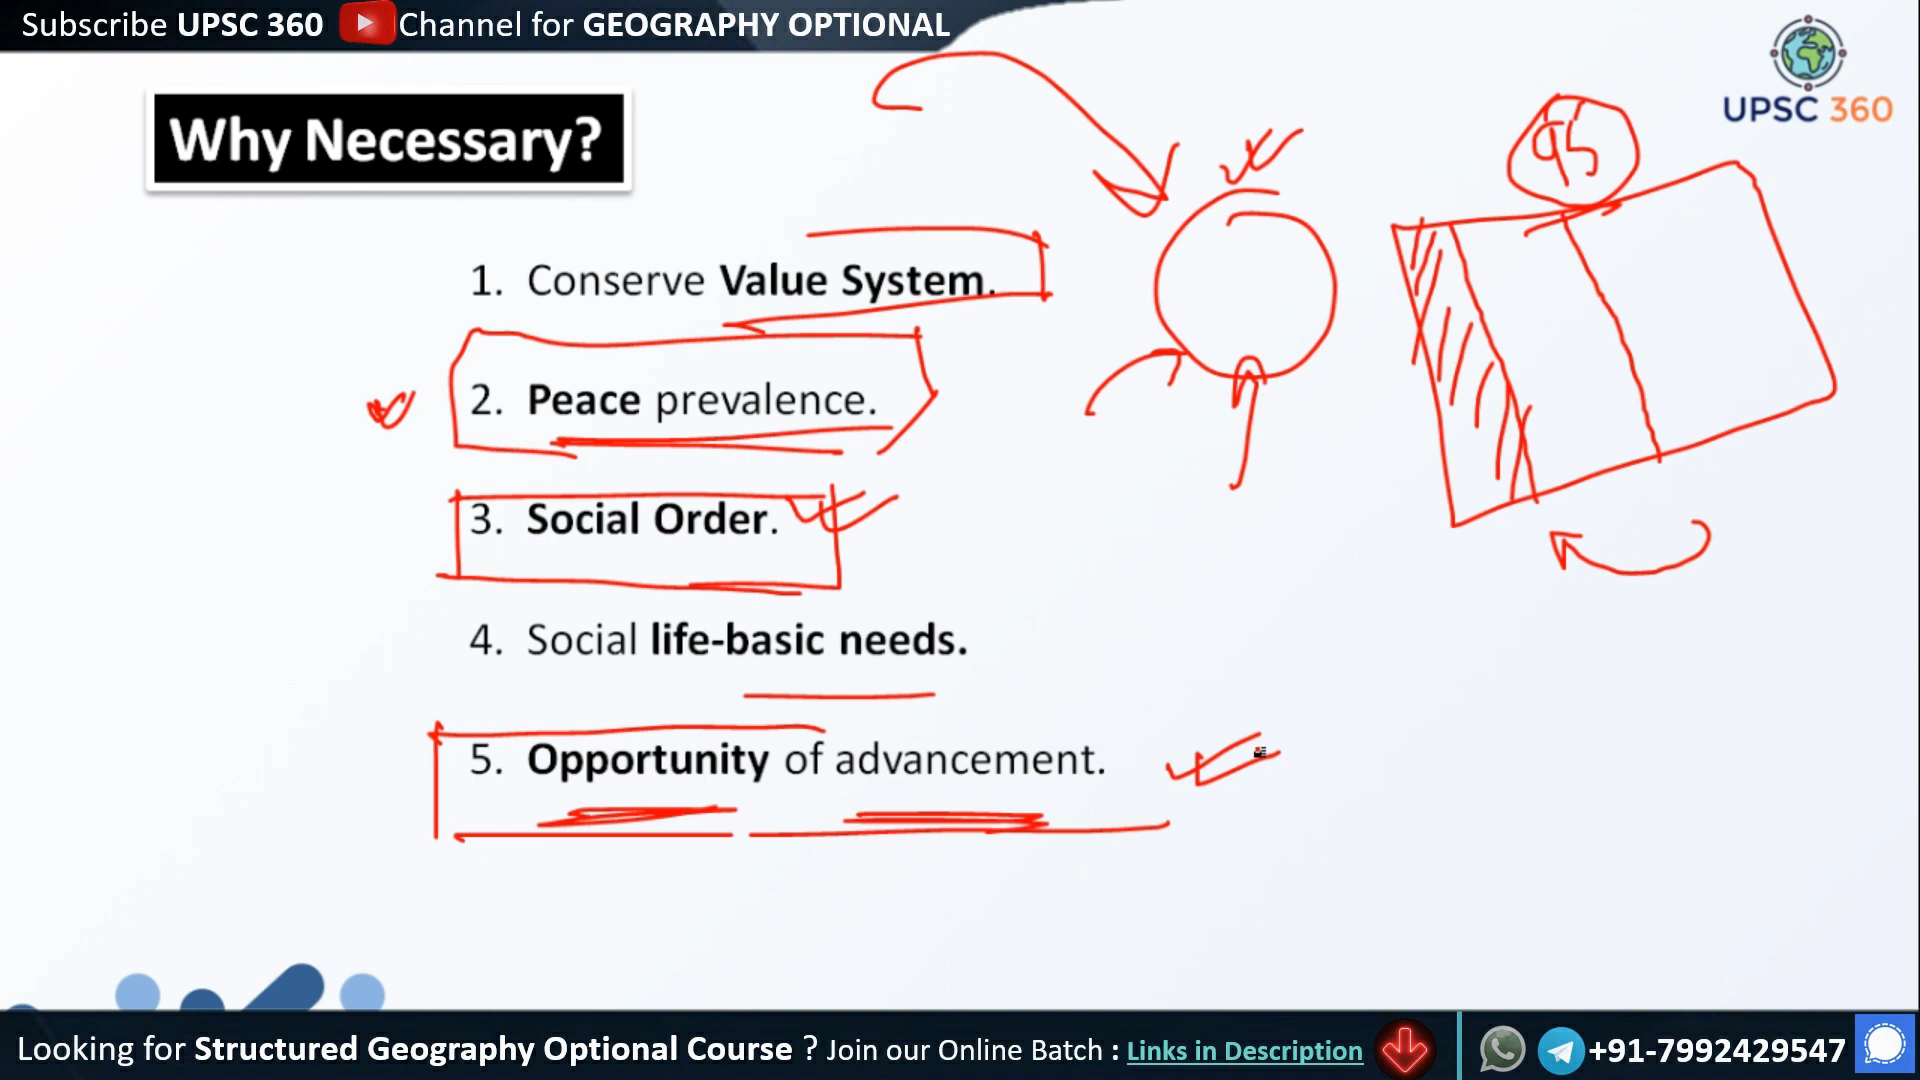 Subscribe UPSC 360 Channel for GEOGRAPHY OPTIONAL
UPSC 360
Why Necessary?
95
1. Conserve Value System.
2. Peace prevalence.
3. Social Order.
4. Social life-basic needs.
5. Opportunity of advancement.
Looking for Structured Geography Optional Course ? Join our Online Batch : Links in Description +91-7992429547